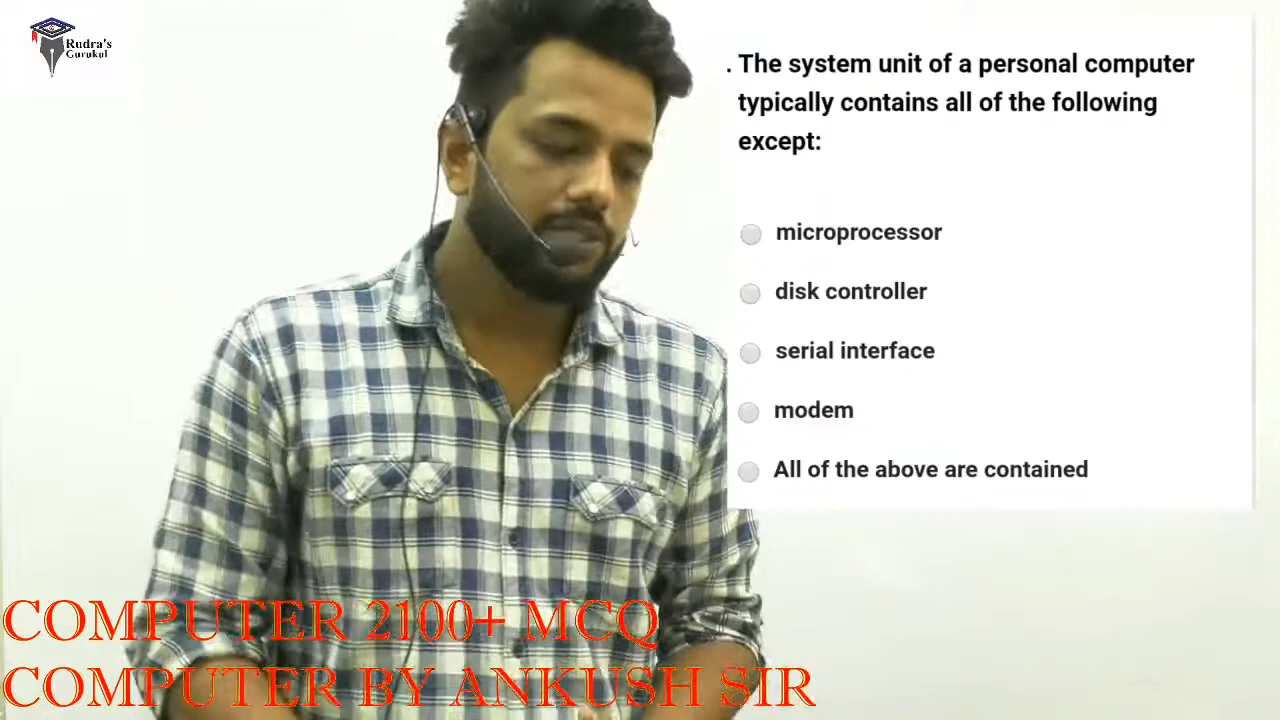 Rudra's
Gurukul
. The system unit of a personal computer
typically contains all of the following
except:
microprocessor
disk controller
serial interface
modem
All of the above are contained
COMPUTER 2100+ MCQ
COMPUTER BY ANKUSH SIR